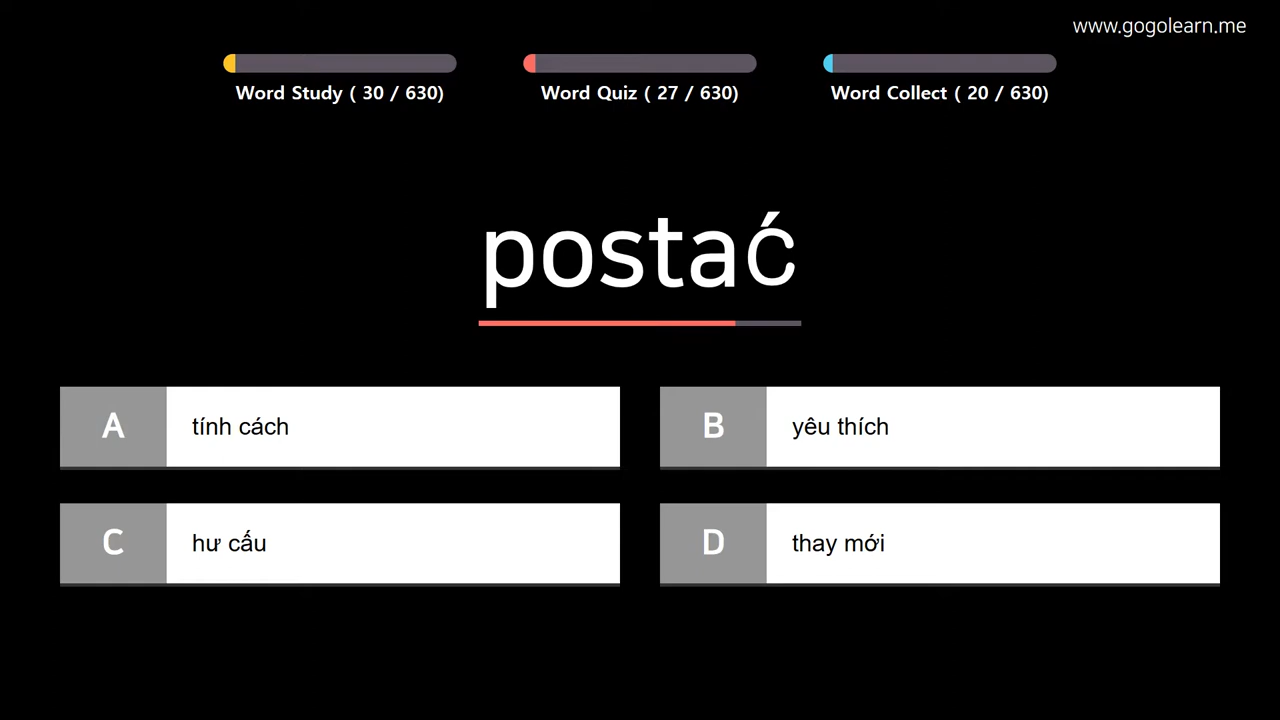 www.gogolearn.me
Word Study ( 30 / 630)
Word Quiz ( 27 / 630)
Word Collect ( 20 / 630)
postać
A tính cách
B yêu thích
C hư cấu
D thay mới